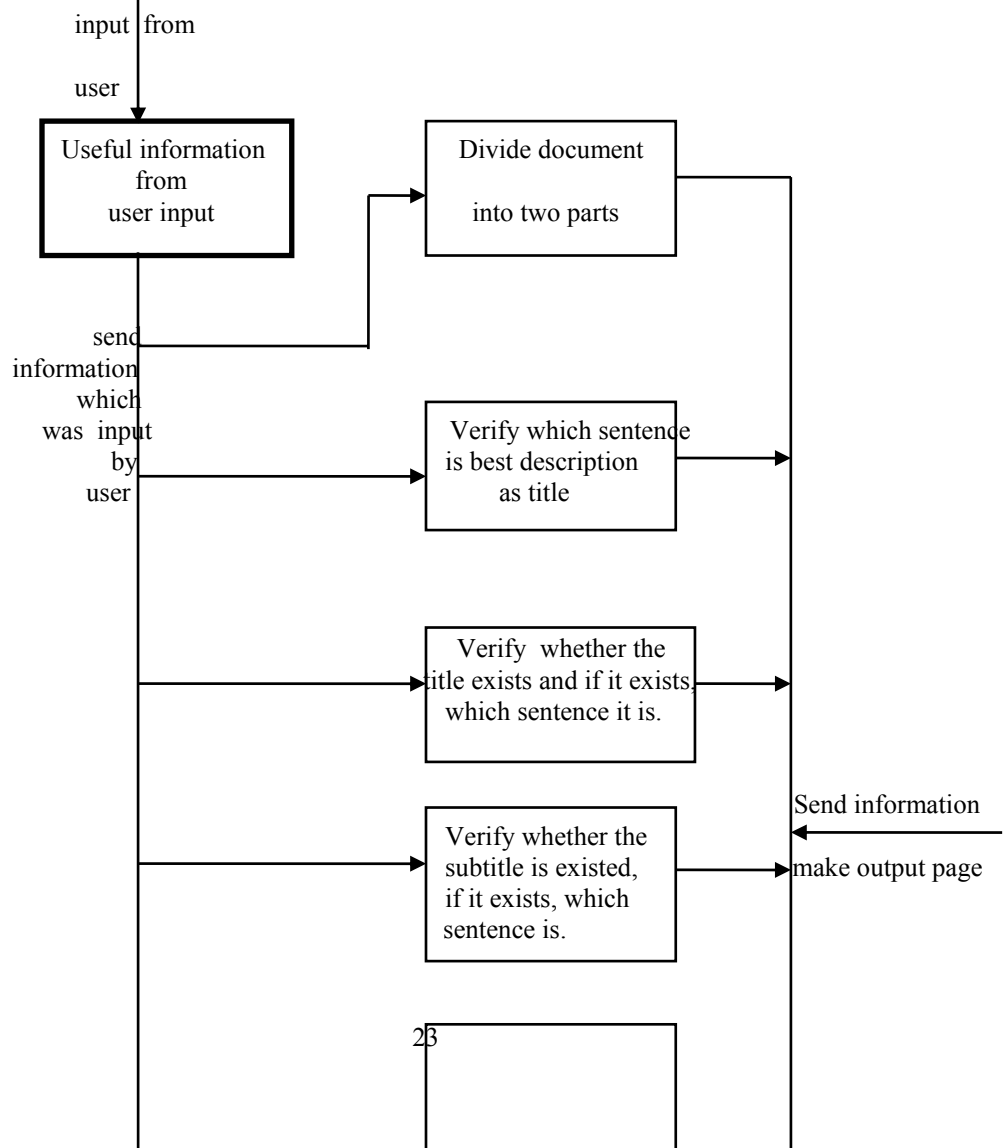 input from
user
Useful information
from
user input
Divide document
into two parts
send
information
which
was input
by
user
Verify which sentence
is best description
as title
Verify whether the
title exists and if it exists,
which sentence it is.
Send information
make output page
Verify whether the
subtitle is existed,
if it exists, which
sentence is.
23